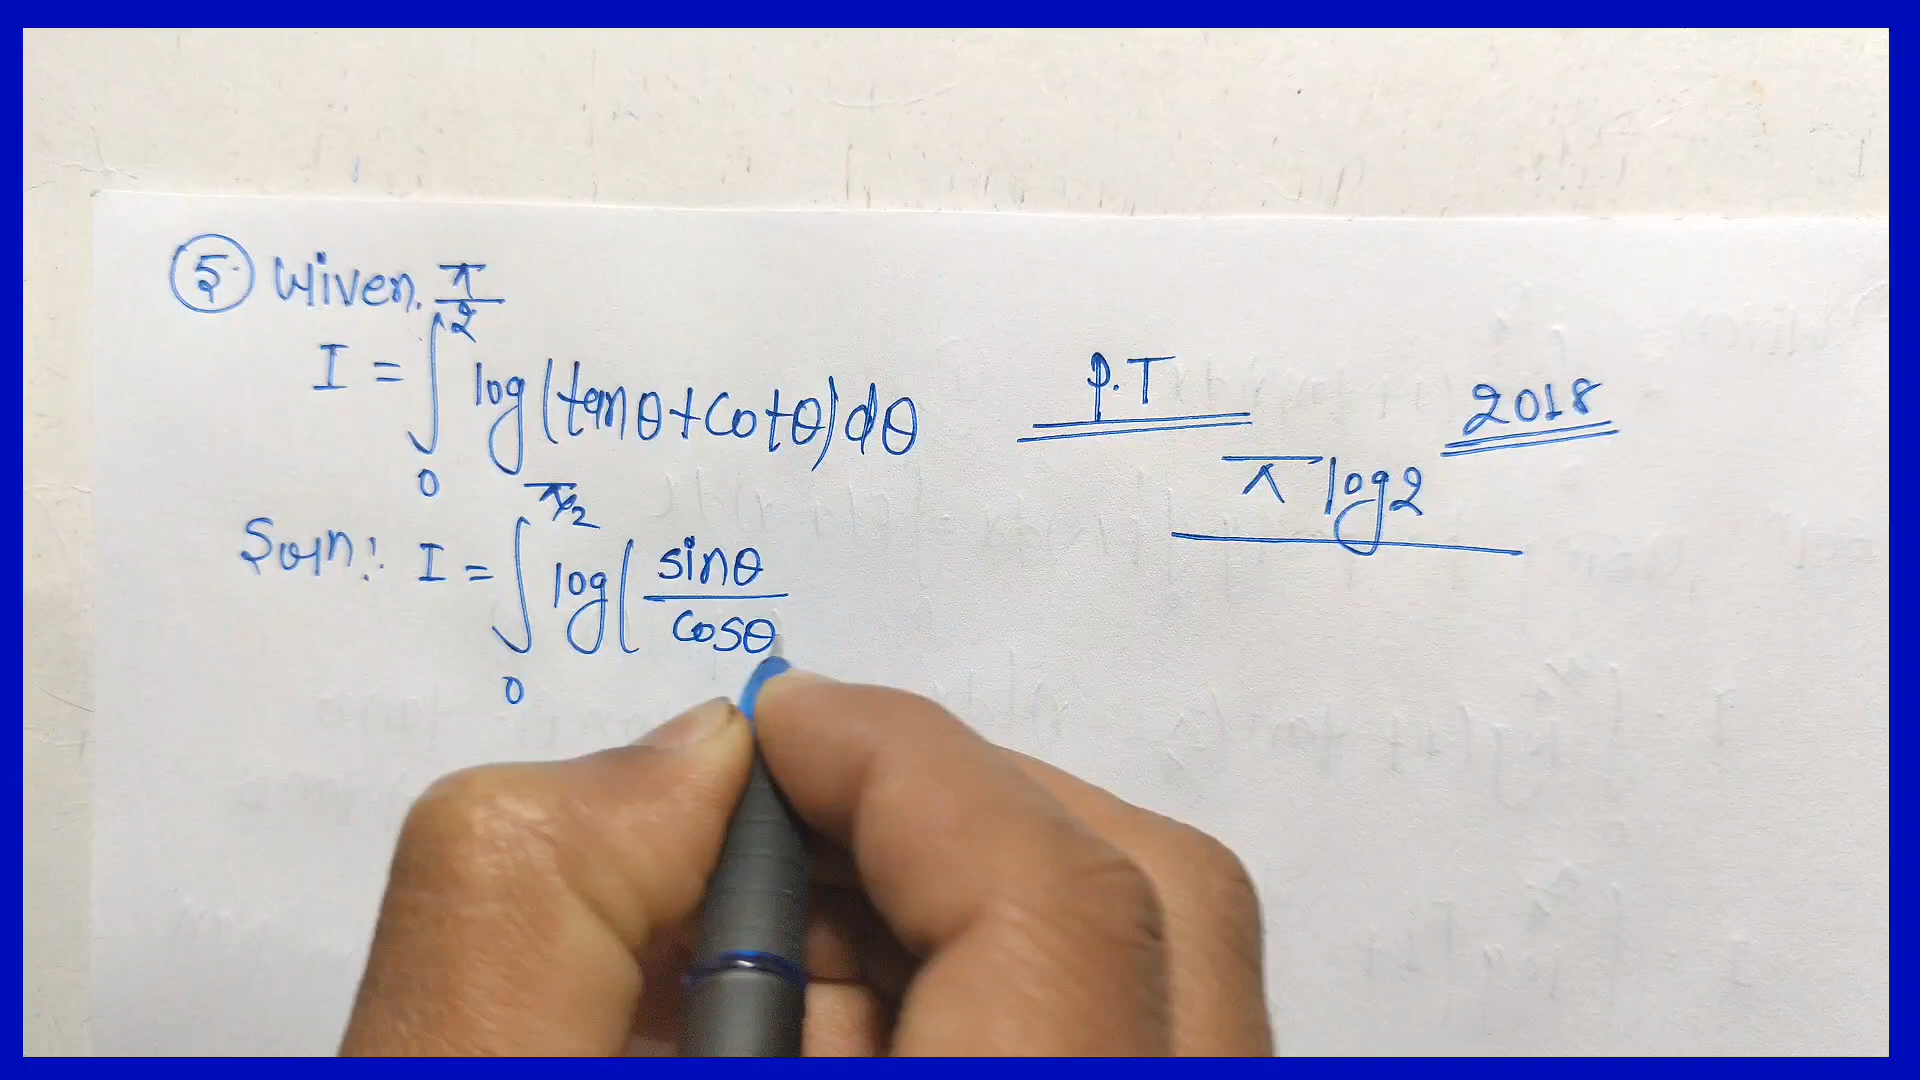 5 Given.
I = ∫₀^(π/2) log(tanθ+cotθ)dθ
P.T
2018
π log2
Soln: I = ∫₀^(π/2) log( sinθ/cosθ